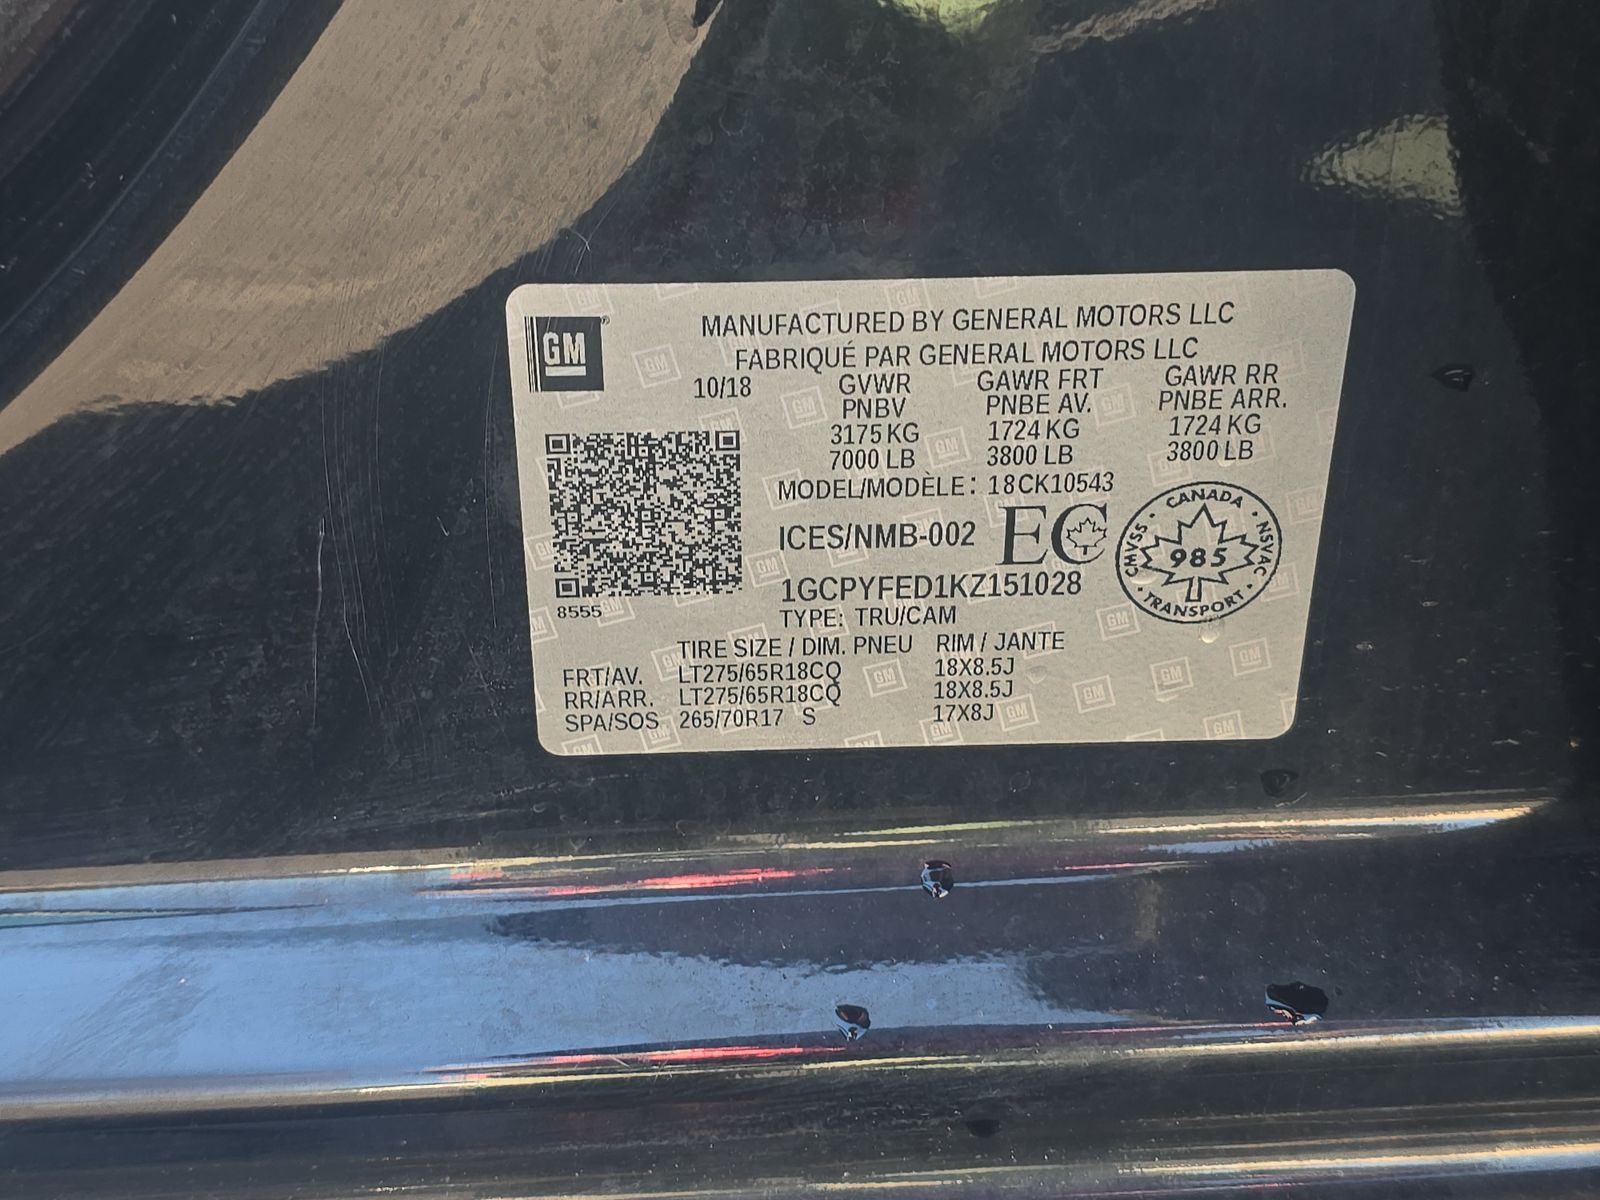 GM
MANUFACTURED BY GENERAL MOTORS LLC
FABRIQUÉ PAR GENERAL MOTORS LLC
10/18 GVWR GAWR FRT GAWR RR
PNBV PNBE AV. PNBE ARR.
3175 KG 1724 KG 1724 KG
7000 LB 3800 LB 3800 LB
MODEL/MODÈLE: 18CK10543
ICES/NMB-002 EC
CANADA
CMVSS 985 NSVAC
TRANSPORT
1GCPYFED1KZ151028
8555
TYPE: TRU/CAM
TIRE SIZE / DIM. PNEU RIM / JANTE
FRT/AV. LT275/65R18CQ 18X8.5J
RR/ARR. LT275/65R18CQ 18X8.5J
SPA/SOS 265/70R17 S 17X8J